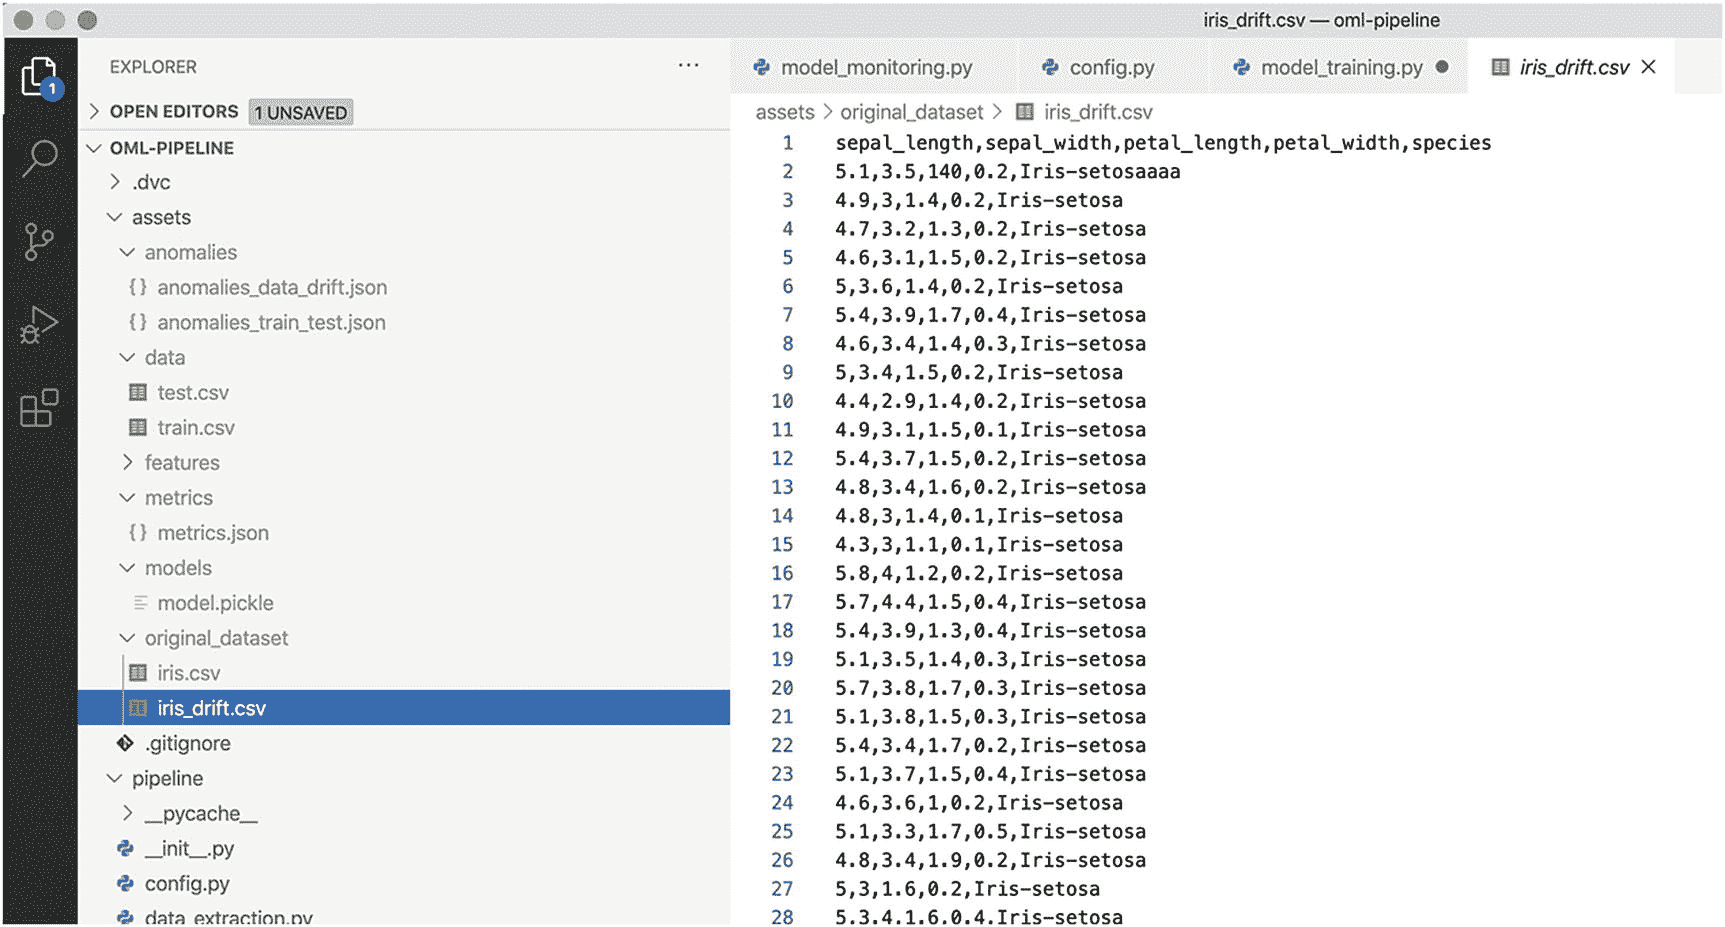 iris_drift.csv — oml-pipeline
EXPLORER
...
1
OPEN EDITORS 1 UNSAVED
OML-PIPELINE
.dvc
assets
anomalies
{} anomalies_data_drift.json
{} anomalies_train_test.json
data
test.csv
train.csv
features
metrics
{} metrics.json
models
model.pickle
original_dataset
iris.csv
iris_drift.csv
.gitignore
pipeline
__pycache__
__init__.py
config.py
data_extraction.py
model_monitoring.py config.py model_training.py iris_drift.csv
assets > original_dataset > iris_drift.csv
1 sepal_length,sepal_width,petal_length,petal_width,species
2 5.1,3.5,140,0.2,Iris-setosaaaa
3 4.9,3,1.4,0.2,Iris-setosa
4 4.7,3.2,1.3,0.2,Iris-setosa
5 4.6,3.1,1.5,0.2,Iris-setosa
6 5,3.6,1.4,0.2,Iris-setosa
7 5.4,3.9,1.7,0.4,Iris-setosa
8 4.6,3.4,1.4,0.3,Iris-setosa
9 5,3.4,1.5,0.2,Iris-setosa
10 4.4,2.9,1.4,0.2,Iris-setosa
11 4.9,3.1,1.5,0.1,Iris-setosa
12 5.4,3.7,1.5,0.2,Iris-setosa
13 4.8,3.4,1.6,0.2,Iris-setosa
14 4.8,3,1.4,0.1,Iris-setosa
15 4.3,3,1.1,0.1,Iris-setosa
16 5.8,4,1.2,0.2,Iris-setosa
17 5.7,4.4,1.5,0.4,Iris-setosa
18 5.4,3.9,1.3,0.4,Iris-setosa
19 5.1,3.5,1.4,0.3,Iris-setosa
20 5.7,3.8,1.7,0.3,Iris-setosa
21 5.1,3.8,1.5,0.3,Iris-setosa
22 5.4,3.4,1.7,0.2,Iris-setosa
23 5.1,3.7,1.5,0.4,Iris-setosa
24 4.6,3.6,1,0.2,Iris-setosa
25 5.1,3.3,1.7,0.5,Iris-setosa
26 4.8,3.4,1.9,0.2,Iris-setosa
27 5,3,1.6,0.2,Iris-setosa
28 5,3.4,1.6,0.4,Iris-setosa